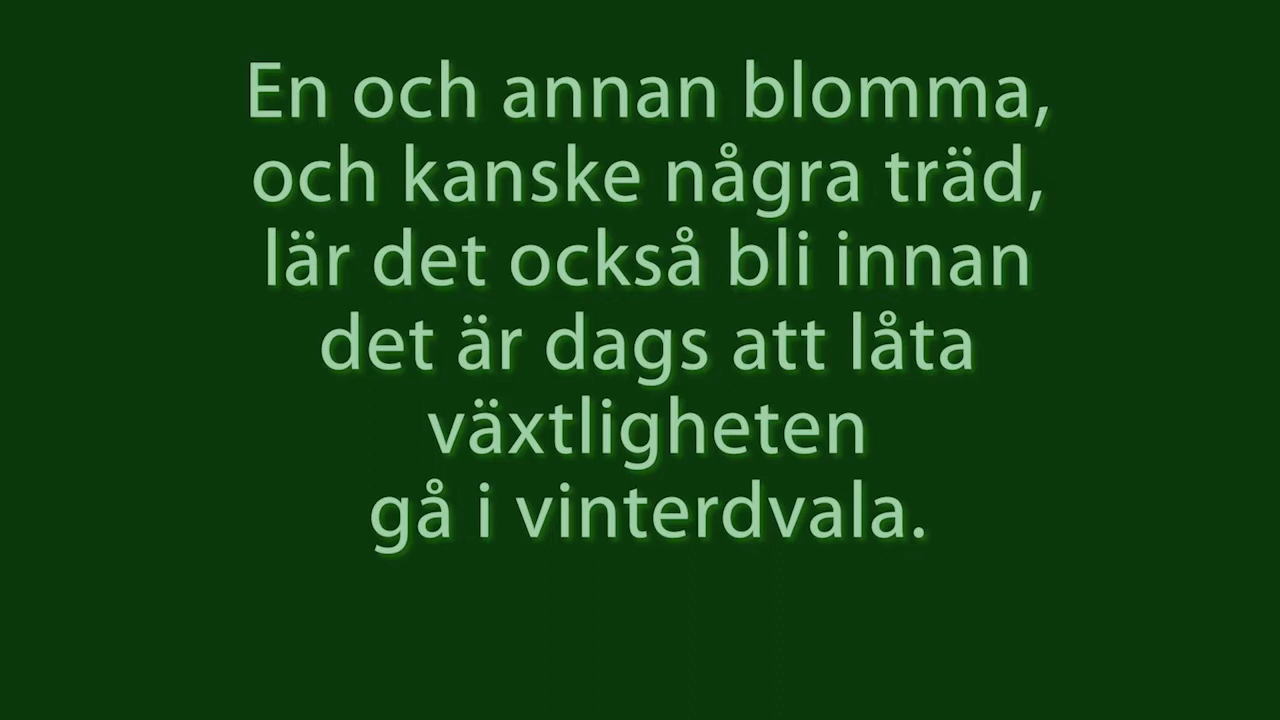 En och annan blomma,
och kanske några träd,
lär det också bli innan
det är dags att låta
växtligheten
gå i vinterdvala.